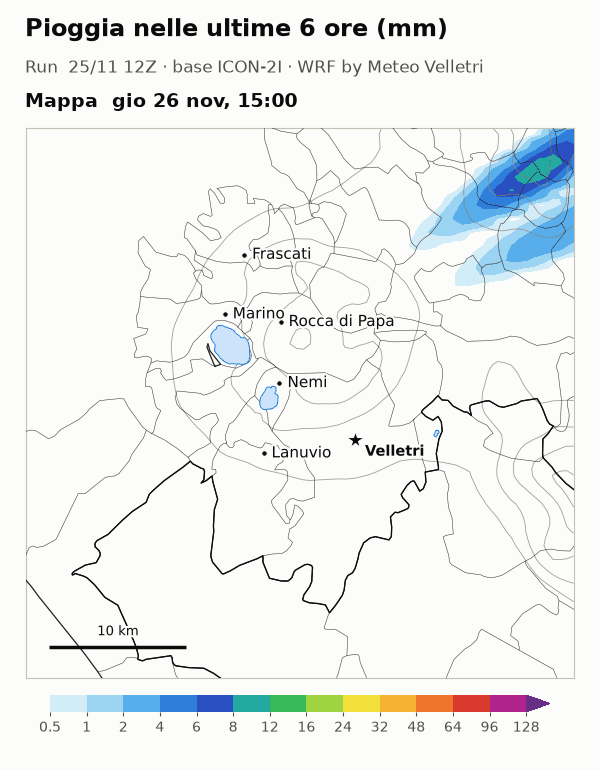 Pioggia nelle ultime 6 ore (mm)
Run 25/11 12Z · base ICON-2I · WRF by Meteo Velletri
Mappa gio 26 nov, 15:00
Frascati
Marino
Rocca di Papa
Nemi
Lanuvio
Velletri
10 km
0.5 1 2 4 6 8 12 16 24 32 48 64 96 128